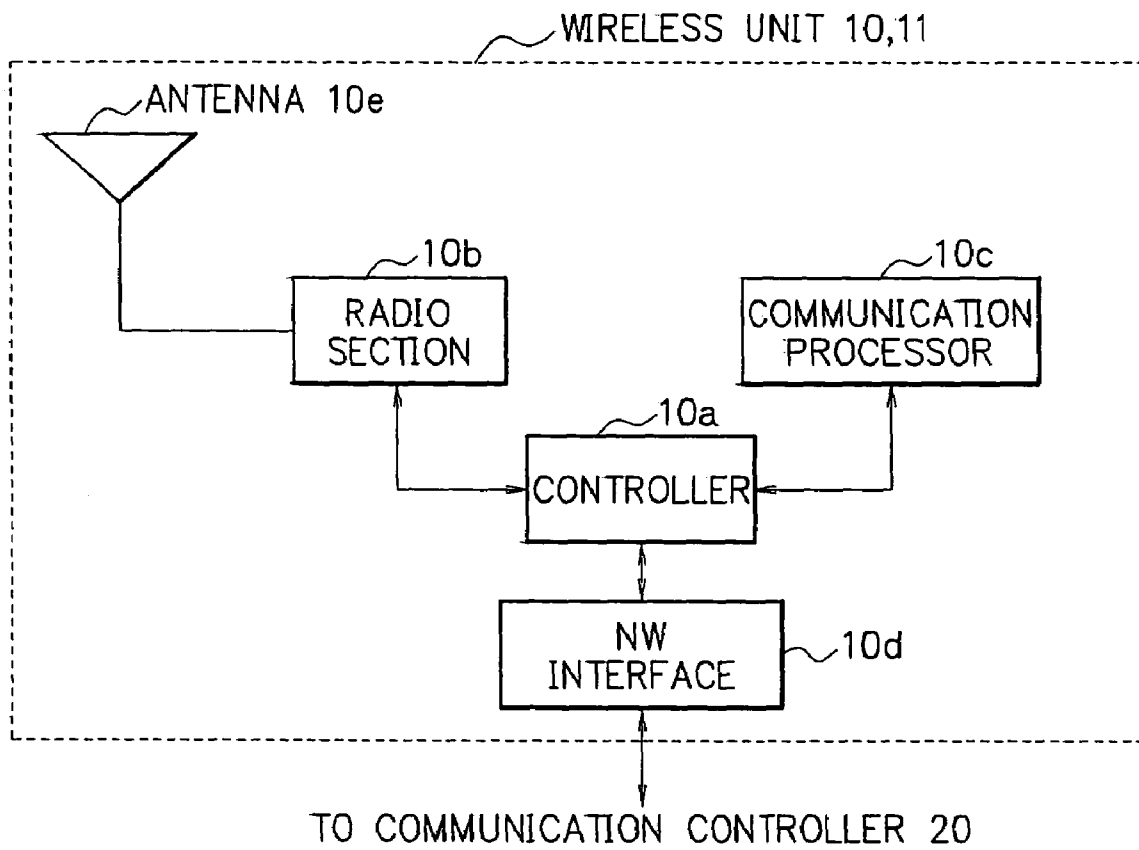 WIRELESS UNIT 10,11
ANTENNA 10e
10b
10c
RADIO
SECTION
COMMUNICATION
PROCESSOR
10a
CONTROLLER
NW
INTERFACE
10d
TO COMMUNICATION CONTROLLER 20